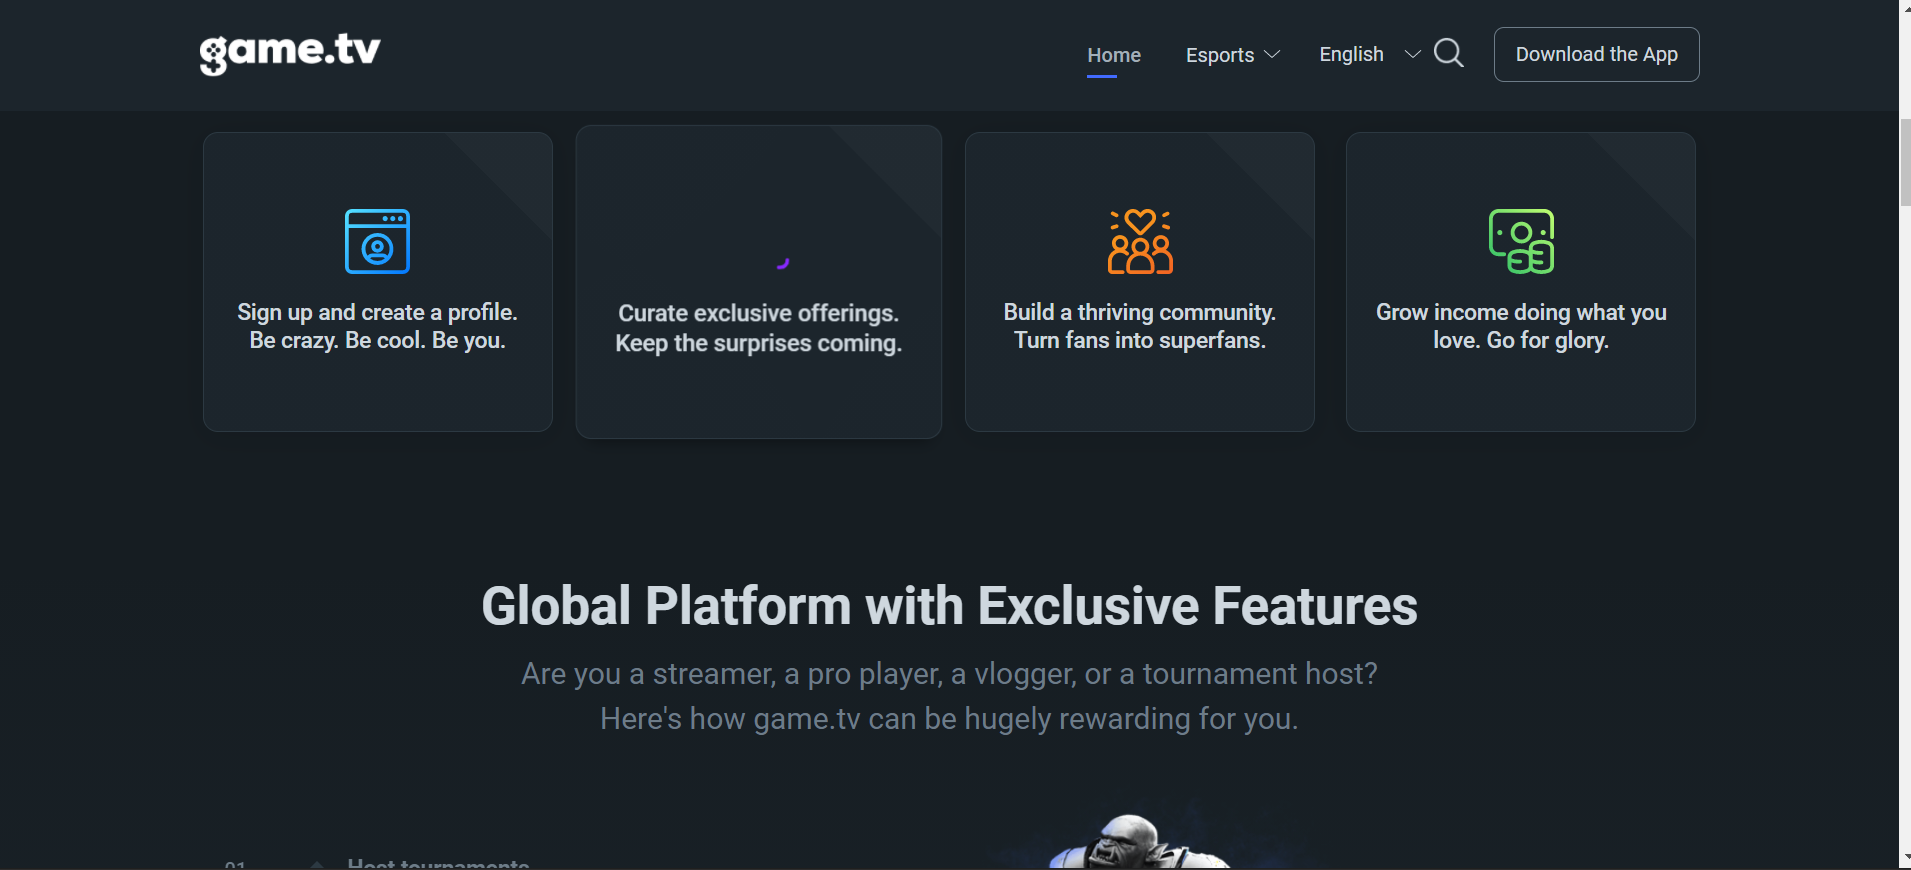 game.tv
Home
Esports
English
Download the App
Sign up and create a profile.
Be crazy. Be cool. Be you.
Curate exclusive offerings.
Keep the surprises coming.
Build a thriving community.
Turn fans into superfans.
Grow income doing what you
love. Go for glory.
Global Platform with Exclusive Features
Are you a streamer, a pro player, a vlogger, or a tournament host?
Here's how game.tv can be hugely rewarding for you.
01
Host tournaments